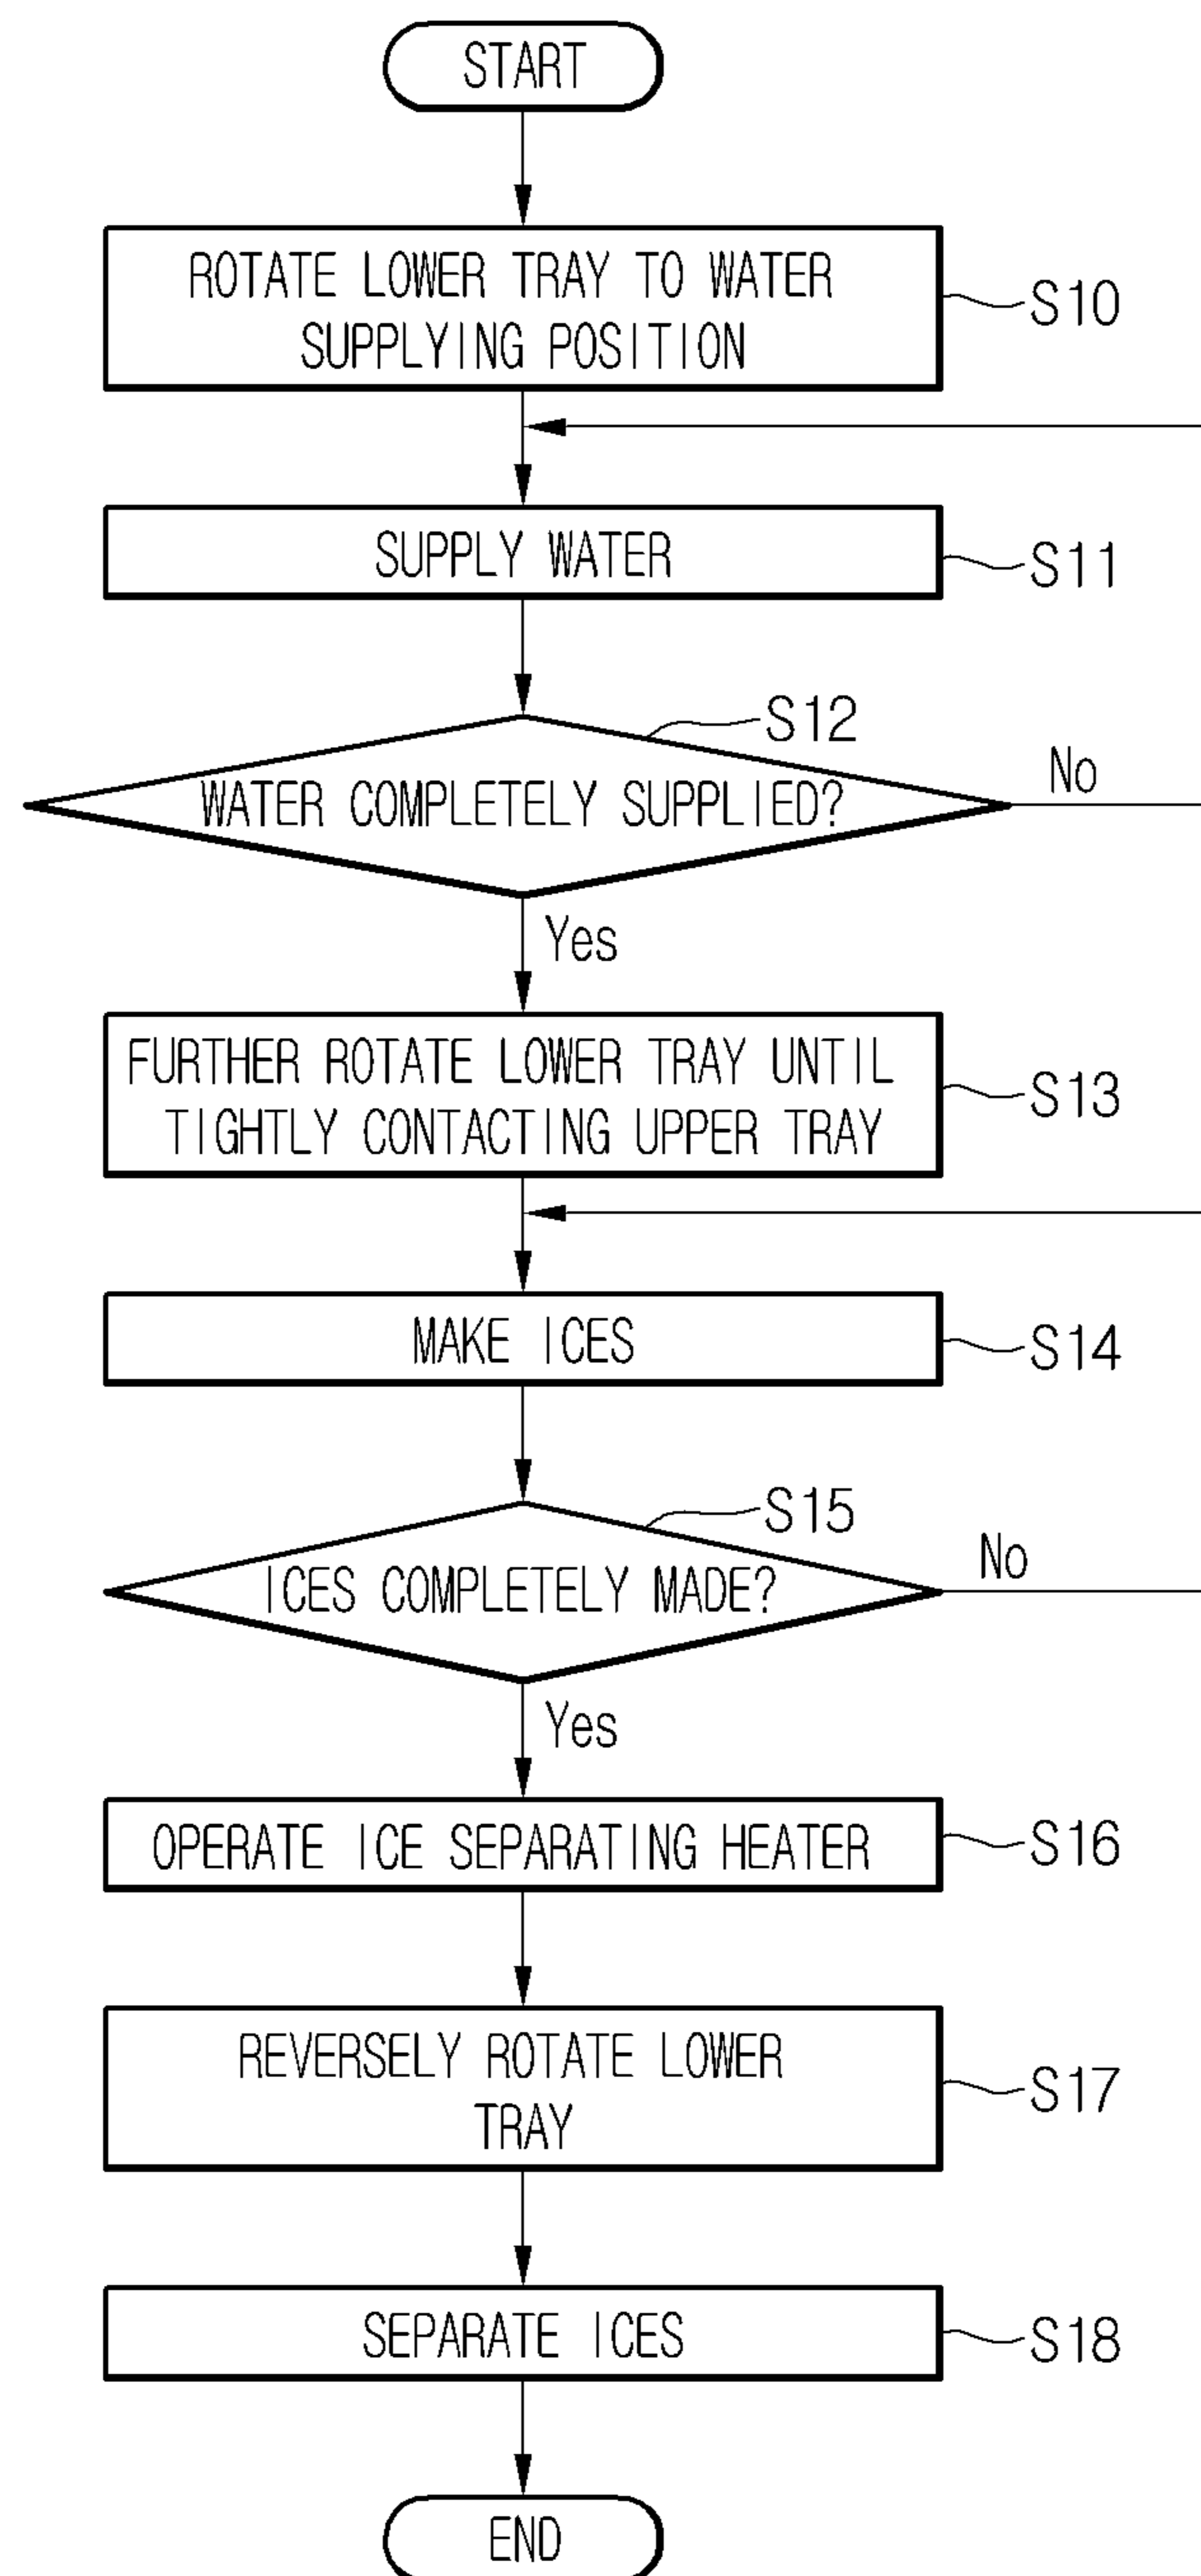 START
ROTATE LOWER TRAY TO WATER
SUPPLYING POSITION
S10
SUPPLY WATER
S11
S12
WATER COMPLETELY SUPPLIED?
No
Yes
FURTHER ROTATE LOWER TRAY UNTIL
TIGHTLY CONTACTING UPPER TRAY
S13
MAKE ICES
S14
S15
ICES COMPLETELY MADE?
No
Yes
OPERATE ICE SEPARATING HEATER
S16
REVERSELY ROTATE LOWER
TRAY
S17
SEPARATE ICES
S18
END